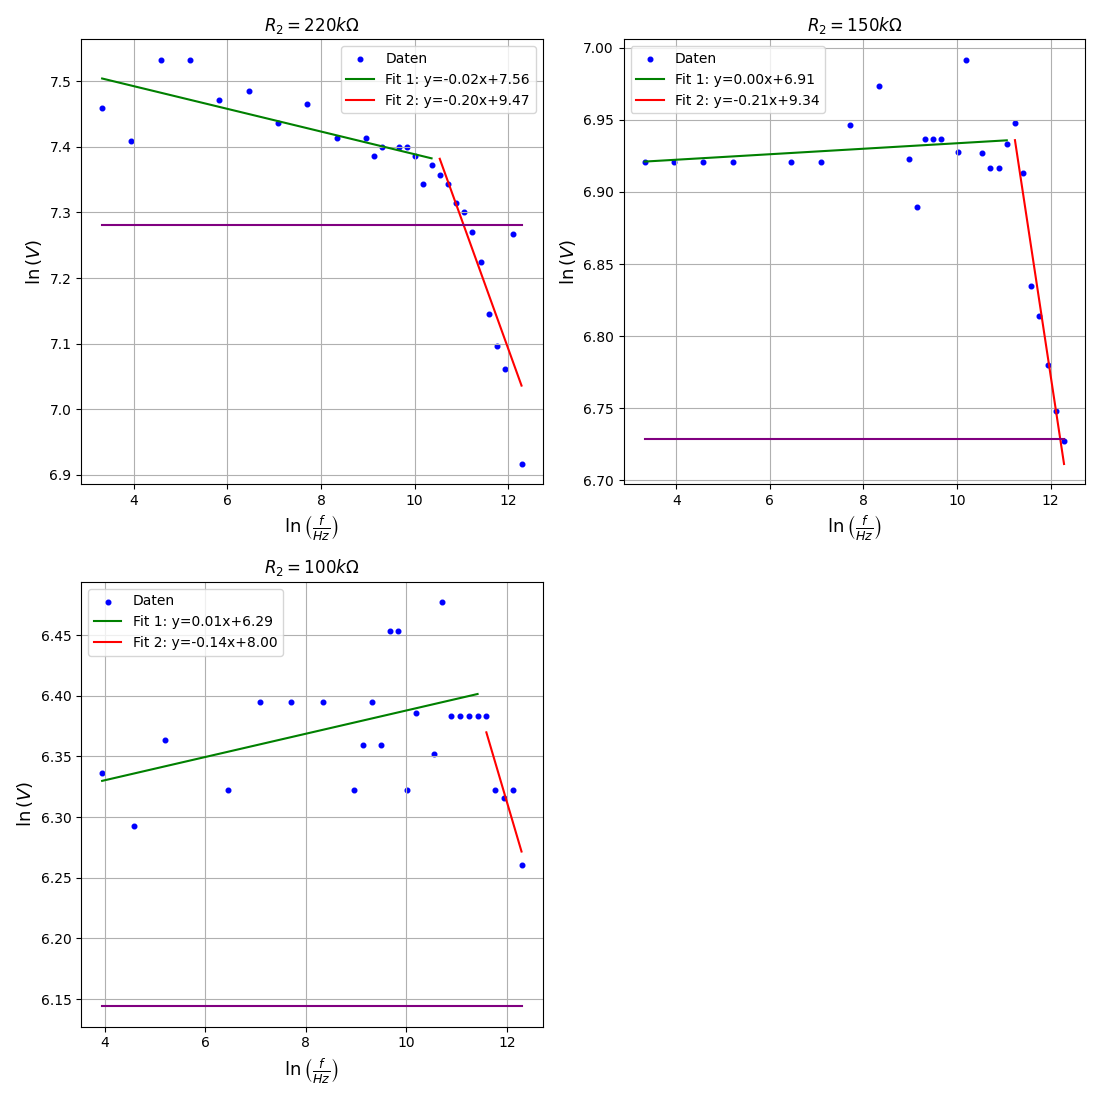 R₂ = 220kΩ
Daten
Fit 1: y=-0.02x+7.56
Fit 2: y=-0.20x+9.47
7.5
7.4
7.3
7.2
7.1
7.0
6.9
ln (V)
4 6 8 10 12
ln (f/Hz)
R₂ = 150kΩ
Daten
Fit 1: y=0.00x+6.91
Fit 2: y=-0.21x+9.34
7.00
6.95
6.90
6.85
6.80
6.75
6.70
ln (V)
4 6 8 10 12
ln (f/Hz)
R₂ = 100kΩ
Daten
Fit 1: y=0.01x+6.29
Fit 2: y=-0.14x+8.00
6.45
6.40
6.35
6.30
6.25
6.20
6.15
ln (V)
4 6 8 10 12
ln (f/Hz)